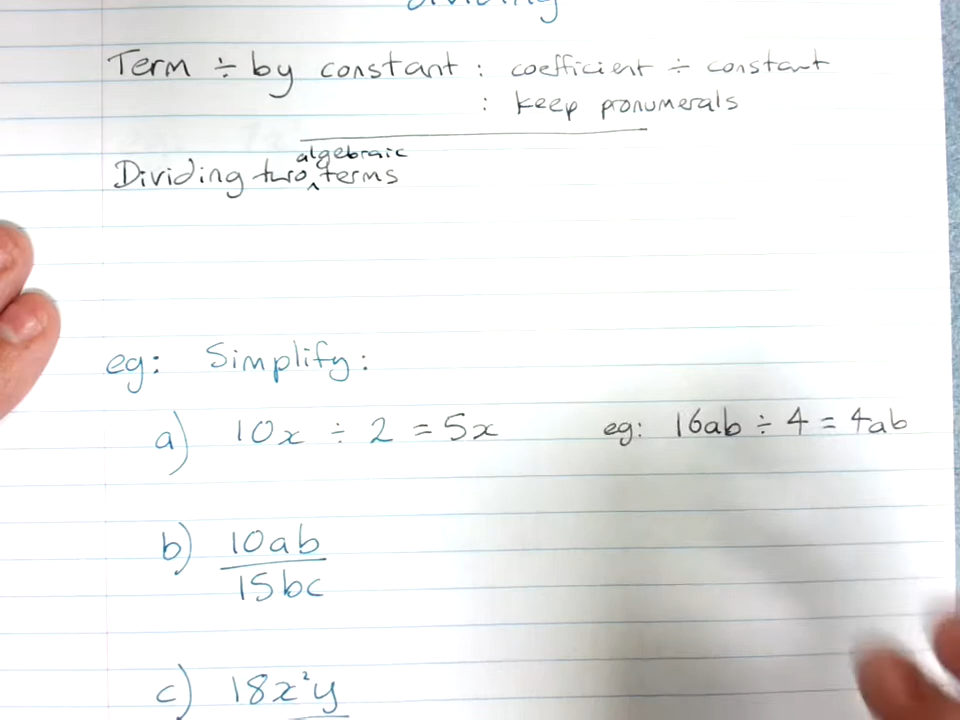 dividing
Term ÷ by constant : coefficient ÷ constant
: keep pronumerals
Dividing two algebraic terms
eg: Simplify:
a) 10x ÷ 2 = 5x eg: 16ab ÷ 4 = 4ab
b) 10ab
15bc
c) 18x²y